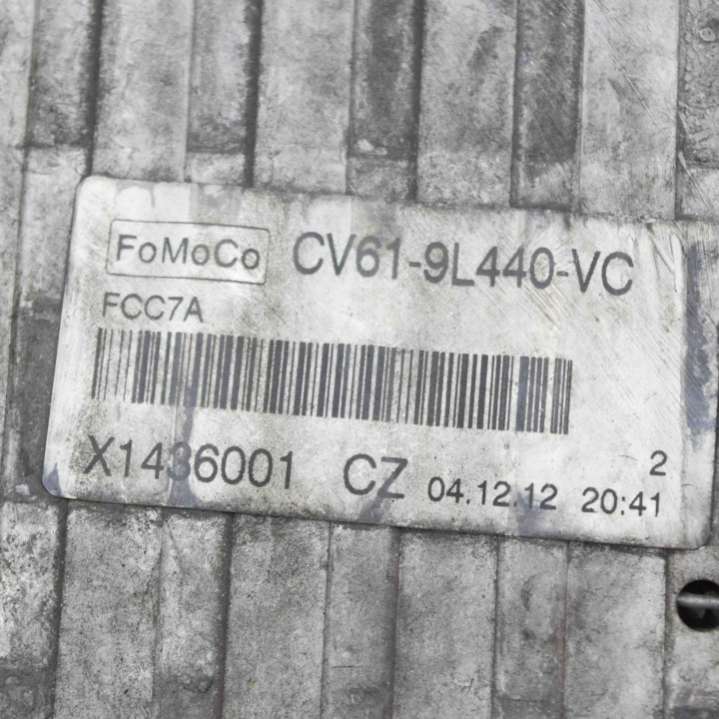 FoMoCo CV61-9L440-VC
FCC7A
X1436001 CZ 04.12.12 20:41
2